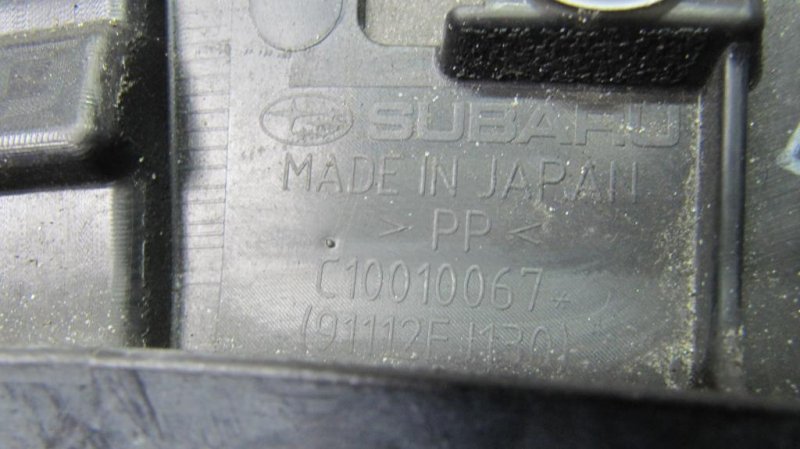 SUBARU
MADE IN JAPAN
> PP <
C10010067
(91112FJ130)